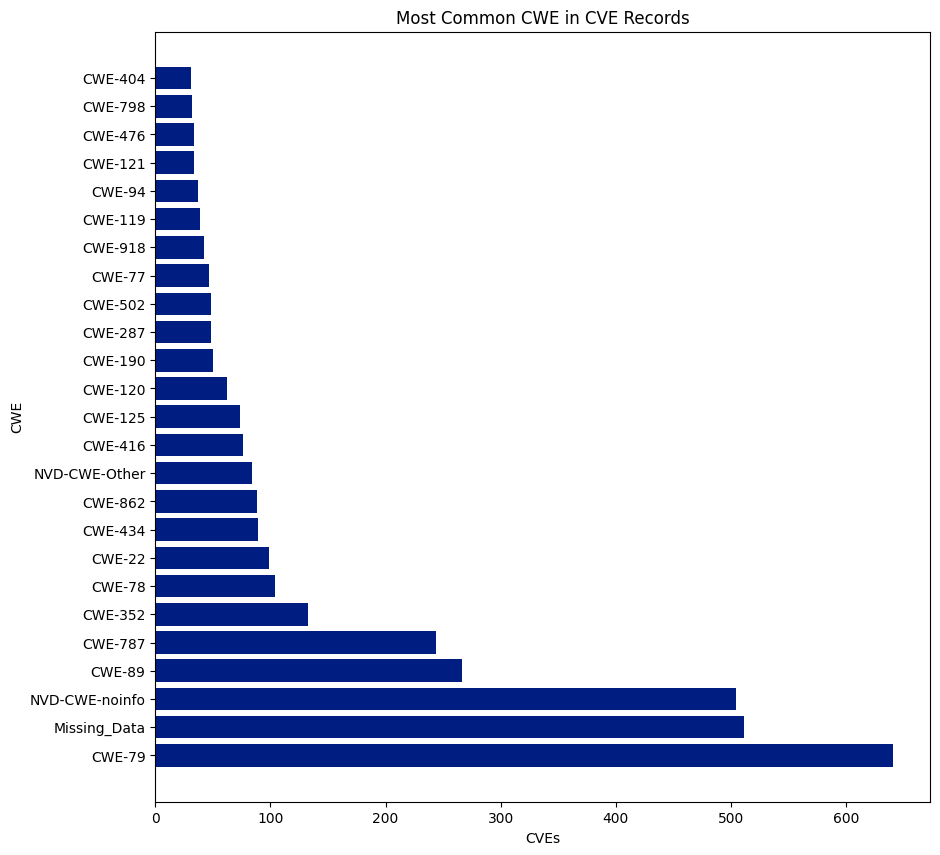 Most Common CWE in CVE Records
CWE-404
CWE-798
CWE-476
CWE-121
CWE-94
CWE-119
CWE-918
CWE-77
CWE-502
CWE-287
CWE-190
CWE-120
CWE-125
CWE-416
NVD-CWE-Other
CWE-862
CWE-434
CWE-22
CWE-78
CWE-352
CWE-787
CWE-89
NVD-CWE-noinfo
Missing_Data
CWE-79
CWE
0 100 200 300 400 500 600
CVEs